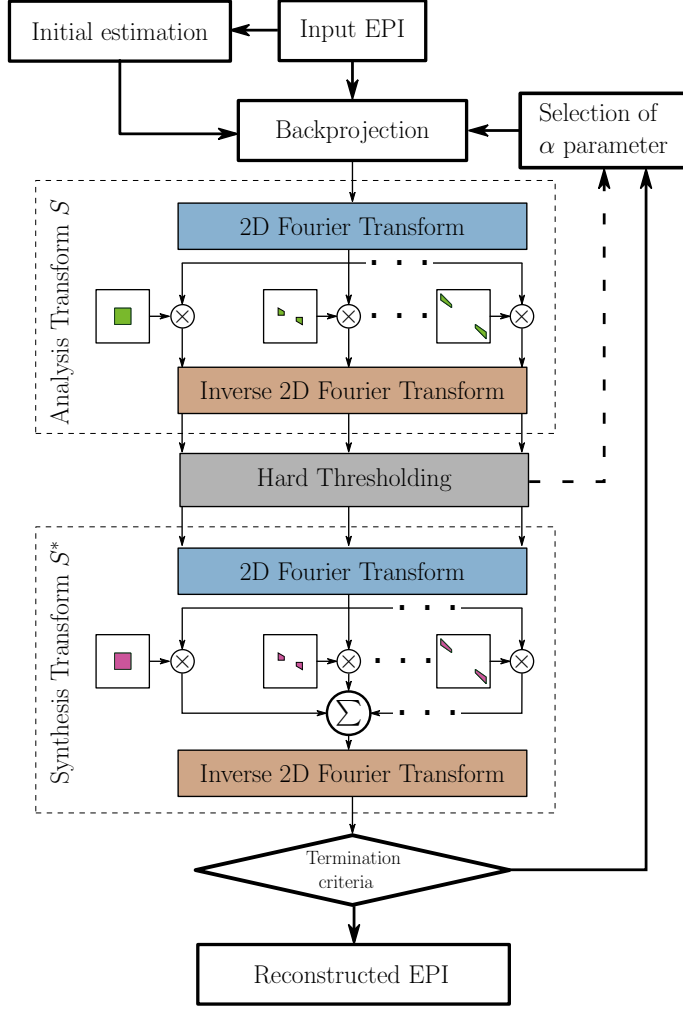 Initial estimation
Input EPI
Backprojection
Selection of
α parameter
Analysis Transform S
2D Fourier Transform
× × ×
Inverse 2D Fourier Transform
Hard Thresholding
Synthesis Transform S*
2D Fourier Transform
× × ×
∑
Inverse 2D Fourier Transform
Termination
criteria
Reconstructed EPI